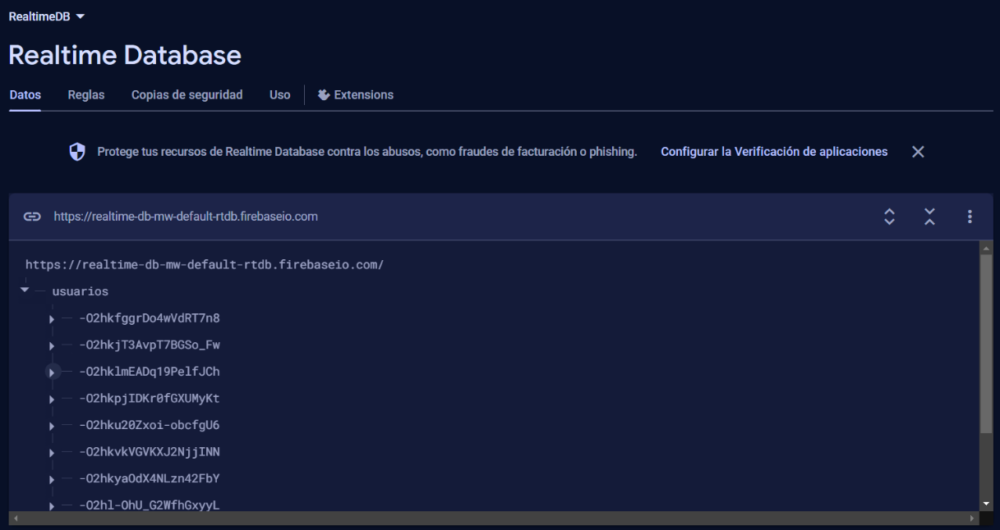 RealtimeDB
Realtime Database
Datos Reglas Copias de seguridad Uso Extensions
Protege tus recursos de Realtime Database contra los abusos, como fraudes de facturación o phishing. Configurar la Verificación de aplicaciones
https://realtime-db-mw-default-rtdb.firebaseio.com
https://realtime-db-mw-default-rtdb.firebaseio.com/
usuarios
-O2hkfggrDo4wVdRT7n8
-O2hkjT3AvpT7BGSo_Fw
-O2hklmEADq19PelfJCh
-O2hkpjIDKr0fGXUMyKt
-O2hku20Zxoi-obcfgU6
-O2hkvkVGVKXJ2NjjINN
-O2hkyaOdX4NLzn42FbY
-O2hl-OhU_G2WfhGxyyL